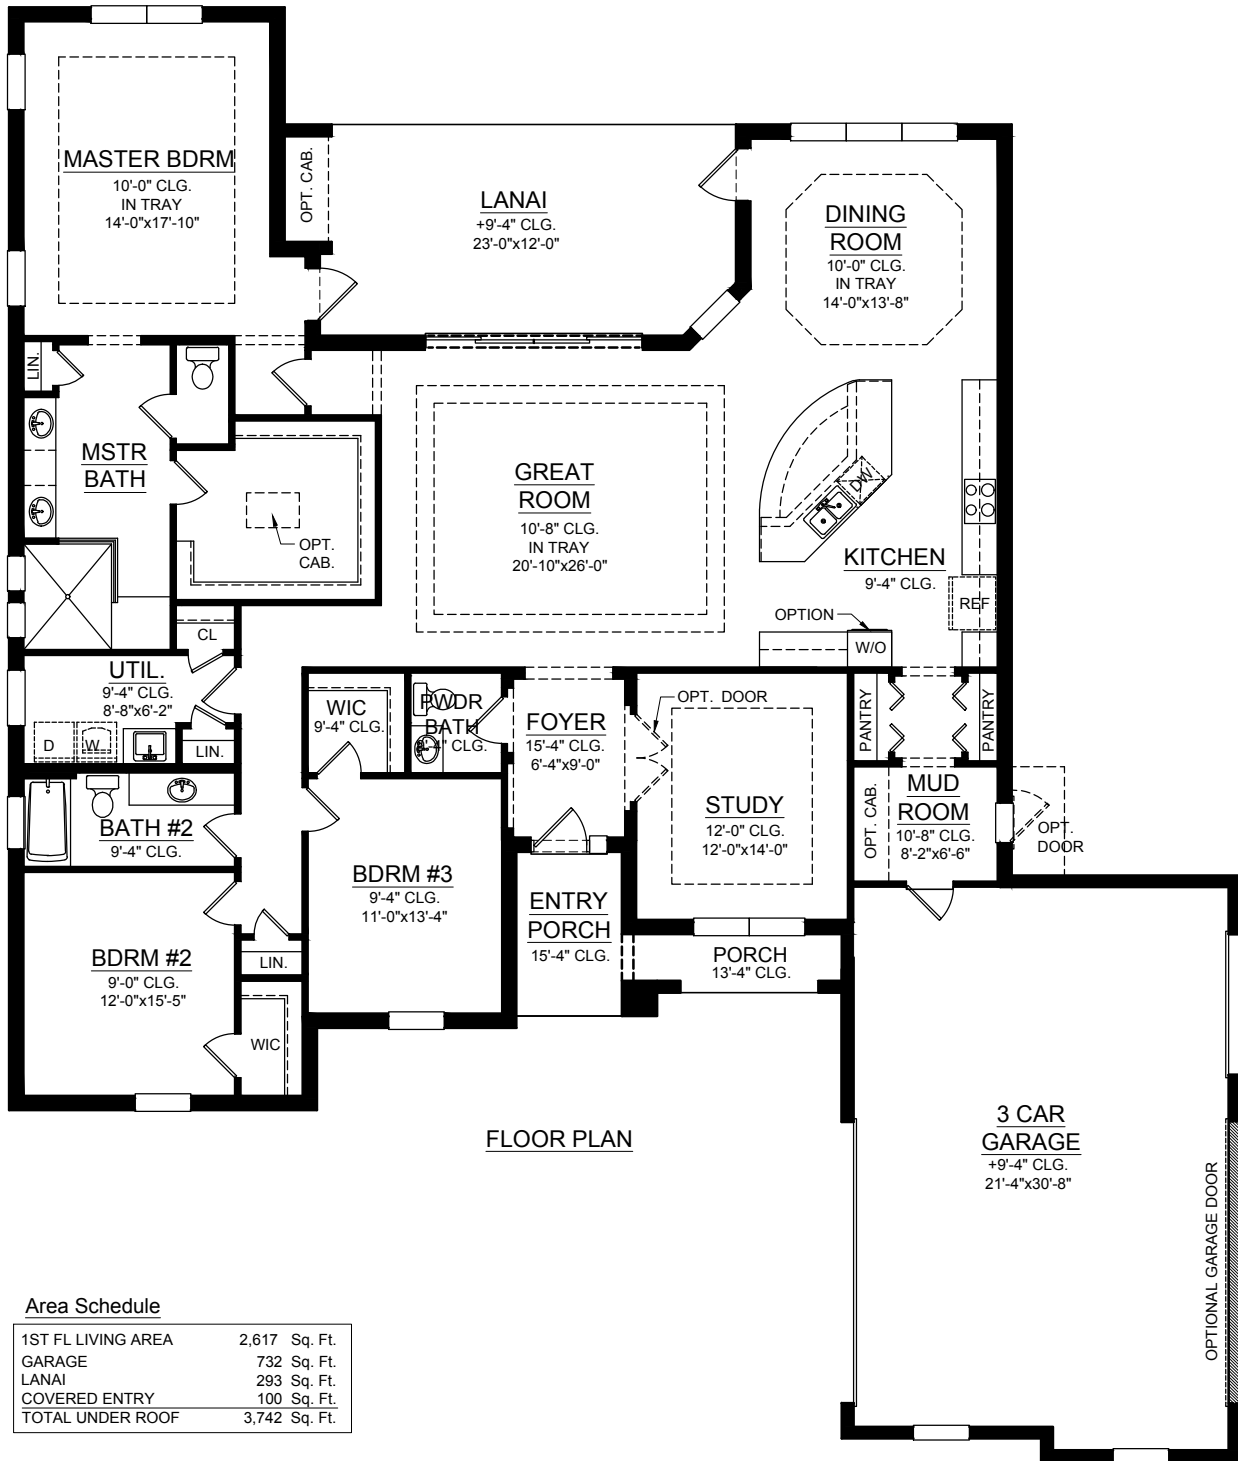 MASTER BDRM
10'-0" CLG.
IN TRAY
14'-0"x17'-10"
OPT. CAB.
LANAI
+9'-4" CLG.
23'-0"x12'-0"
DINING
ROOM
10'-0" CLG.
IN TRAY
14'-0"x13'-8"
LIN.
MSTR
BATH
OPT.
CAB.
GREAT
ROOM
10'-8" CLG.
IN TRAY
20'-10"x26'-0"
DW
KITCHEN
9'-4" CLG.
REF
OPTION
W/O
CL
UTIL.
9'-4" CLG.
8'-8"x6'-2"
D
W
LIN.
WIC
9'-4" CLG.
PWDR
BATH
'-4" CLG.
FOYER
15'-4" CLG.
6'-4"x9'-0"
OPT. DOOR
STUDY
12'-0" CLG.
12'-0"x14'-0"
PANTRY
PANTRY
OPT. CAB.
MUD
ROOM
10'-8" CLG.
8'-2"x6'-6"
OPT.
DOOR
BATH #2
9'-4" CLG.
BDRM #3
9'-4" CLG.
11'-0"x13'-4"
ENTRY
PORCH
15'-4" CLG.
PORCH
13'-4" CLG.
BDRM #2
9'-0" CLG.
12'-0"x15'-5"
LIN.
WIC
3 CAR
GARAGE
+9'-4" CLG.
21'-4"x30'-8"
OPTIONAL GARAGE DOOR
FLOOR PLAN
Area Schedule
1ST FL LIVING AREA 2,617 Sq. Ft.
GARAGE 732 Sq. Ft.
LANAI 293 Sq. Ft.
COVERED ENTRY 100 Sq. Ft.
TOTAL UNDER ROOF 3,742 Sq. Ft.